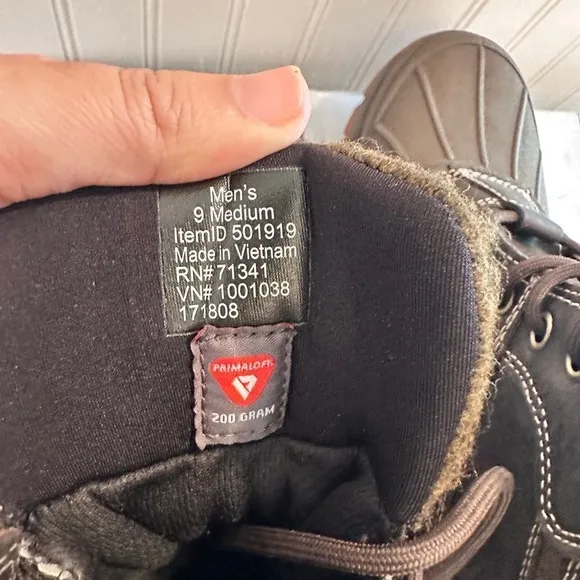 Men's
9 Medium
ItemID 501919
Made in Vietnam
RN# 71341
VN# 1001038
171808
PRIMALOFT
200 GRAM